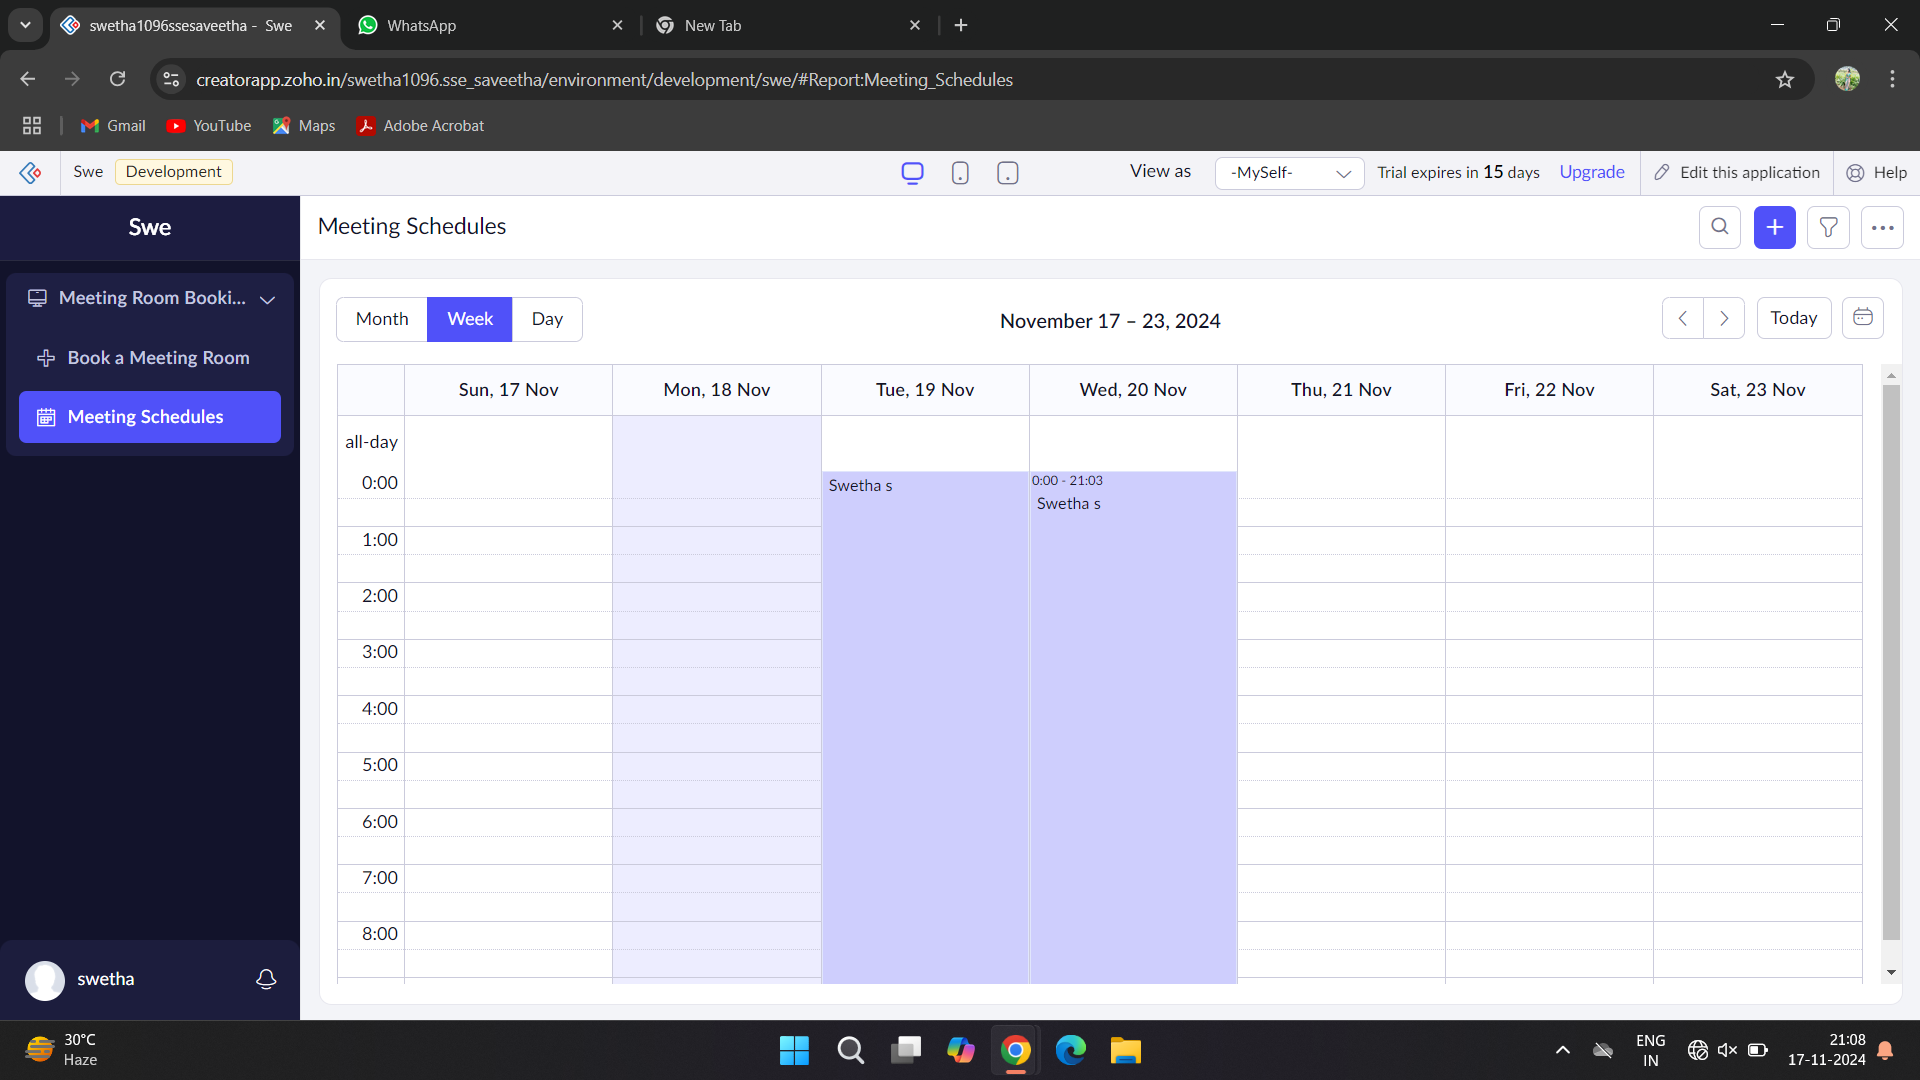 swetha1096ssesaveetha - Swe
WhatsApp
New Tab
creatorapp.zoho.in/swetha1096.sse_saveetha/environment/development/swe/#Report:Meeting_Schedules
Gmail
YouTube
Maps
Adobe Acrobat
Swe
Development
View as
-MySelf-
Trial expires in 15 days
Upgrade
Edit this application
Help
Swe
Meeting Schedules
Meeting Room Booki...
Book a Meeting Room
Meeting Schedules
Month
Week
Day
November 17 – 23, 2024
Today
Sun, 17 Nov
Mon, 18 Nov
Tue, 19 Nov
Wed, 20 Nov
Thu, 21 Nov
Fri, 22 Nov
Sat, 23 Nov
all-day
0:00
Swetha s
0:00 - 21:03
Swetha s
1:00
2:00
3:00
4:00
5:00
6:00
7:00
8:00
swetha
30°C
Haze
ENG
IN
21:08
17-11-2024